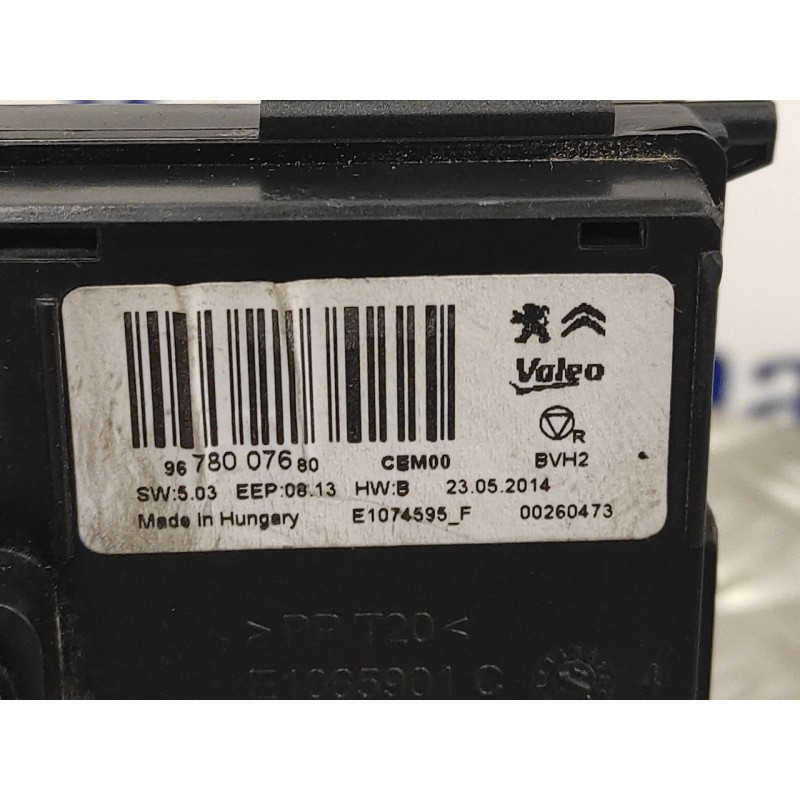 Valeo
R
96 780 076 80 CEM00 BVH2
SW:5.03 EEP:08.13 HW:B 23.05.2014
Made in Hungary E1074595_F 00260473
>PP T20<
E1065901 C